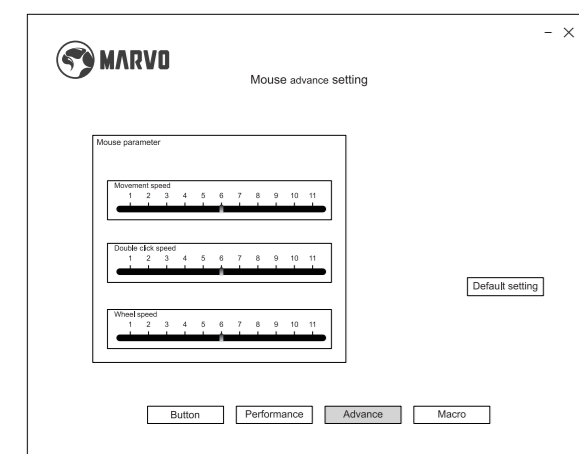 MARVO
Mouse advance setting
Mouse parameter
Movement speed
1 2 3 4 5 6 7 8 9 10 11
Double click speed
1 2 3 4 5 6 7 8 9 10 11
Default setting
Wheel speed
1 2 3 4 5 6 7 8 9 10 11
Button Performance Advance Macro